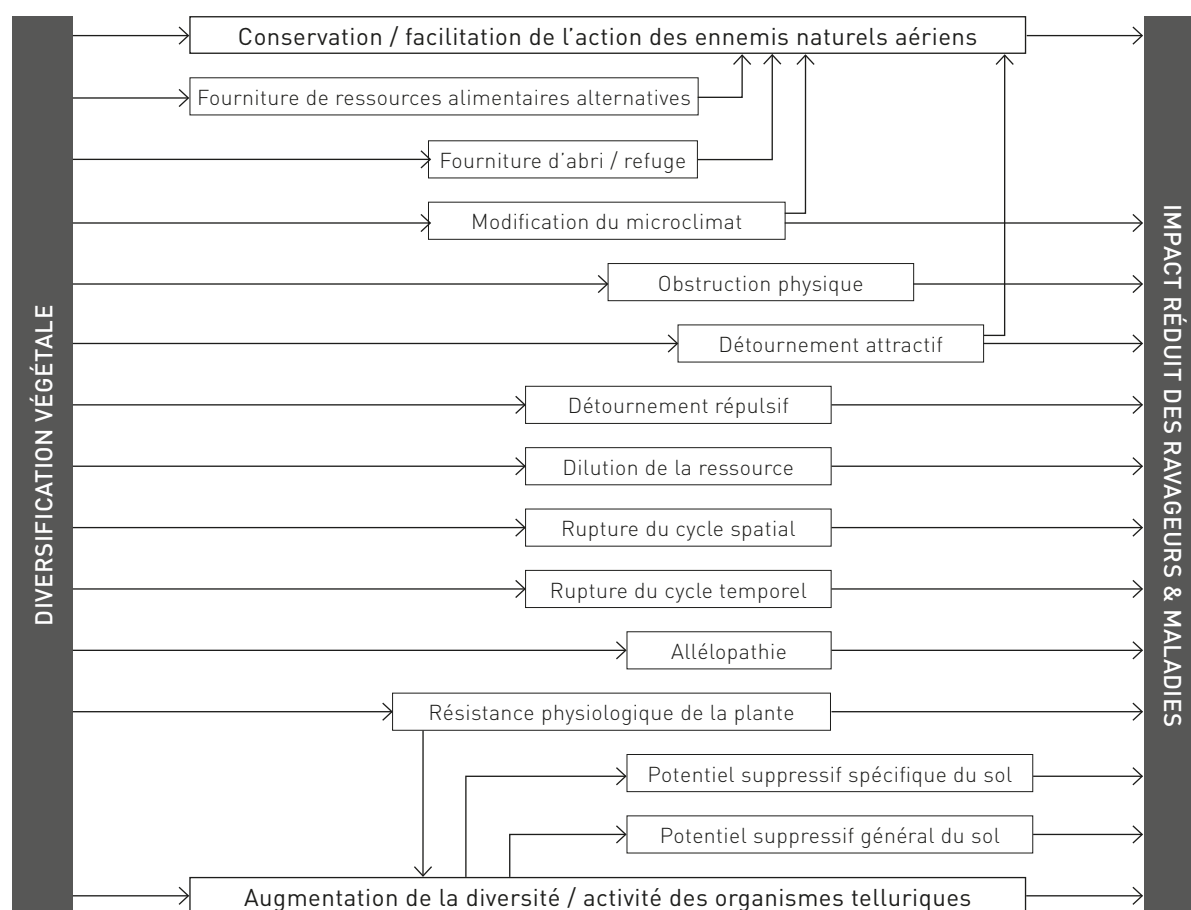 DIVERSIFICATION VÉGÉTALE
Conservation / facilitation de l'action des ennemis naturels aériens
Fourniture de ressources alimentaires alternatives
Fourniture d'abri / refuge
Modification du microclimat
Obstruction physique
Détournement attractif
Détournement répulsif
Dilution de la ressource
Rupture du cycle spatial
Rupture du cycle temporel
Allélopathie
Résistance physiologique de la plante
Potentiel suppressif spécifique du sol
Potentiel suppressif général du sol
Augmentation de la diversité / activité des organismes telluriques
IMPACT RÉDUIT DES RAVAGEURS & MALADIES